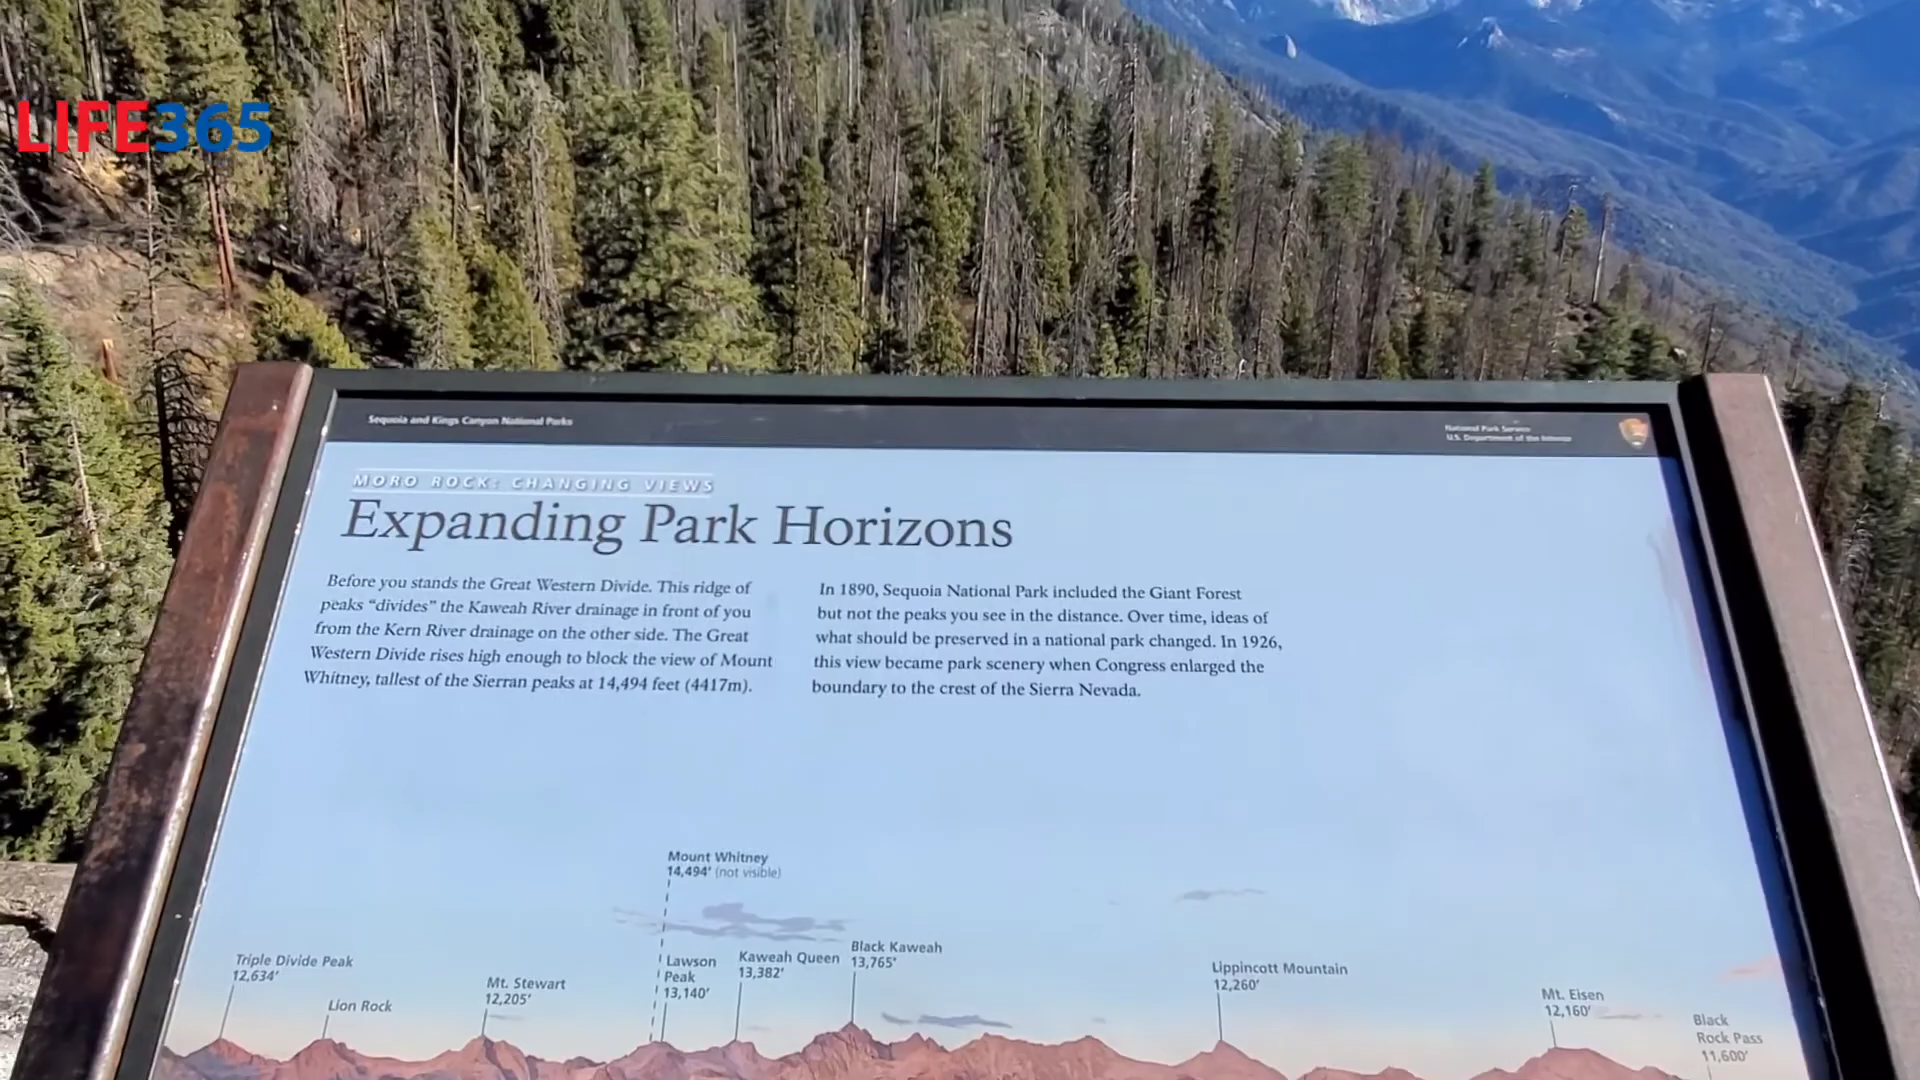 LIFE365
Sequoia and Kings Canyon National Parks
National Park Service
U.S. Department of the Interior
MORO ROCK: CHANGING VIEWS
Expanding Park Horizons
Before you stands the Great Western Divide. This ridge of
peaks “divides” the Kaweah River drainage in front of you
from the Kern River drainage on the other side. The Great
Western Divide rises high enough to block the view of Mount
Whitney, tallest of the Sierran peaks at 14,494 feet (4417m).
In 1890, Sequoia National Park included the Giant Forest
but not the peaks you see in the distance. Over time, ideas of
what should be preserved in a national park changed. In 1926,
this view became park scenery when Congress enlarged the
boundary to the crest of the Sierra Nevada.
Mount Whitney
14,494' (not visible)
Triple Divide Peak
12,634'
Lion Rock
Mt. Stewart
12,205'
Lawson
Peak
13,140'
Kaweah Queen
13,382'
Black Kaweah
13,765'
Lippincott Mountain
12,260'
Mt. Eisen
12,160'
Black
Rock Pass
11,600'